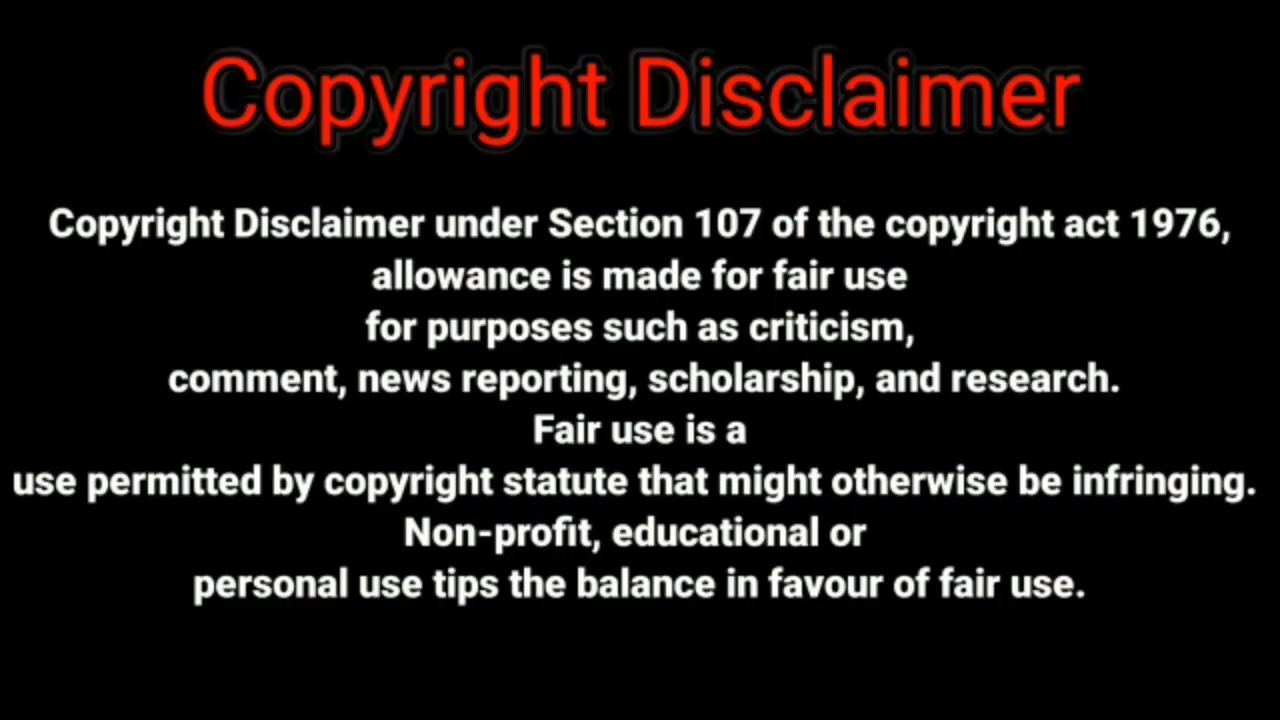 Copyright Disclaimer
Copyright Disclaimer under Section 107 of the copyright act 1976,
allowance is made for fair use
for purposes such as criticism,
comment, news reporting, scholarship, and research.
Fair use is a
use permitted by copyright statute that might otherwise be infringing.
Non-profit, educational or
personal use tips the balance in favour of fair use.